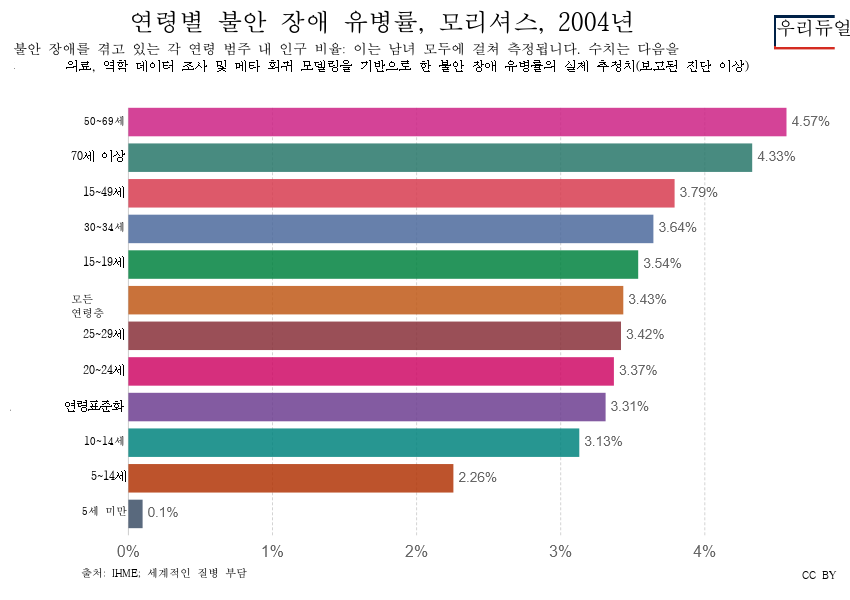 연령별 불안 장애 유병률, 모리셔스, 2004년
우리듀얼
불안 장애를 겪고 있는 각 연령 범주 내 인구 비율: 이는 남녀 모두에 걸쳐 측정됩니다. 수치는 다음을
의료, 역학 데이터 조사 및 메타 회귀 모델링을 기반으로 한 불안 장애 유병률의 실제 추정치(보고된 진단 이상)
50~69세 4.57%
70세 이상 4.33%
15~49세 3.79%
30~34세 3.64%
15~19세 3.54%
모든
연령층 3.43%
25~29세 3.42%
20~24세 3.37%
연령표준화 3.31%
10~14세 3.13%
5~14세 2.26%
5세 미만 0.1%
0% 1% 2% 3% 4%
출처: IHME; 세계적인 질병 부담
CC BY